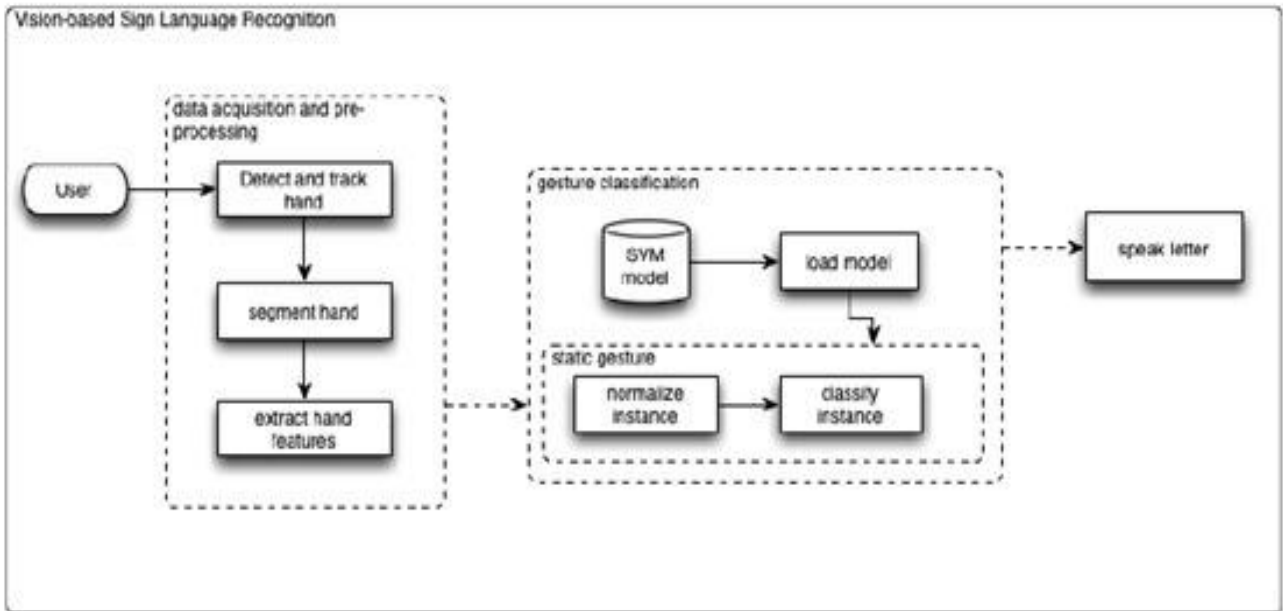 Vision-based Sign Language Recognition
data acquisition and pre-
processing
User
Detect and track
hand
segment hand
extract hand
features
gesture classification
SYM
model
load model
static gesture
normalize
instance
classify
instance
speak letter